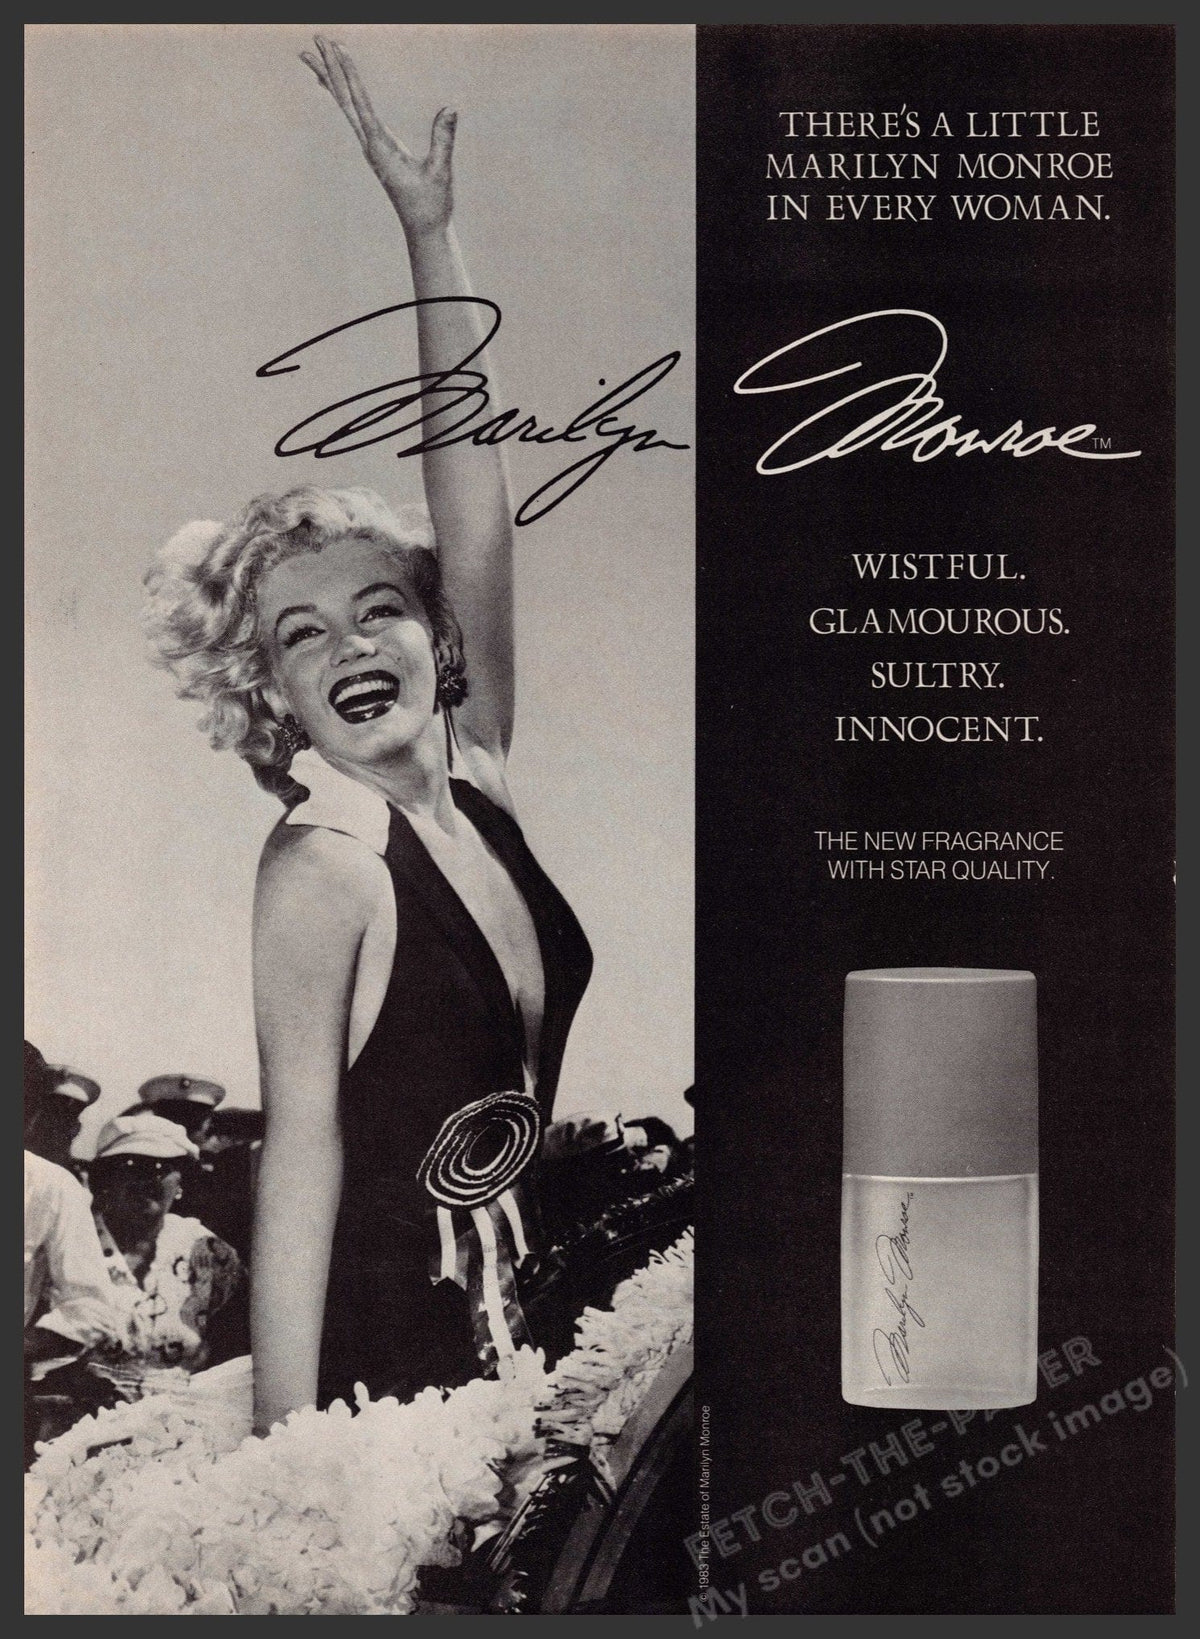 THERE'S A LITTLE
MARILYN MONROE
IN EVERY WOMAN.
Marilyn Monroe™
WISTFUL.
GLAMOUROUS.
SULTRY.
INNOCENT.
THE NEW FRAGRANCE
WITH STAR QUALITY.
Marilyn Monroe™
© 1983 The Estate of Marilyn Monroe
FETCH-THE-PAPER
My scan (not stock image)